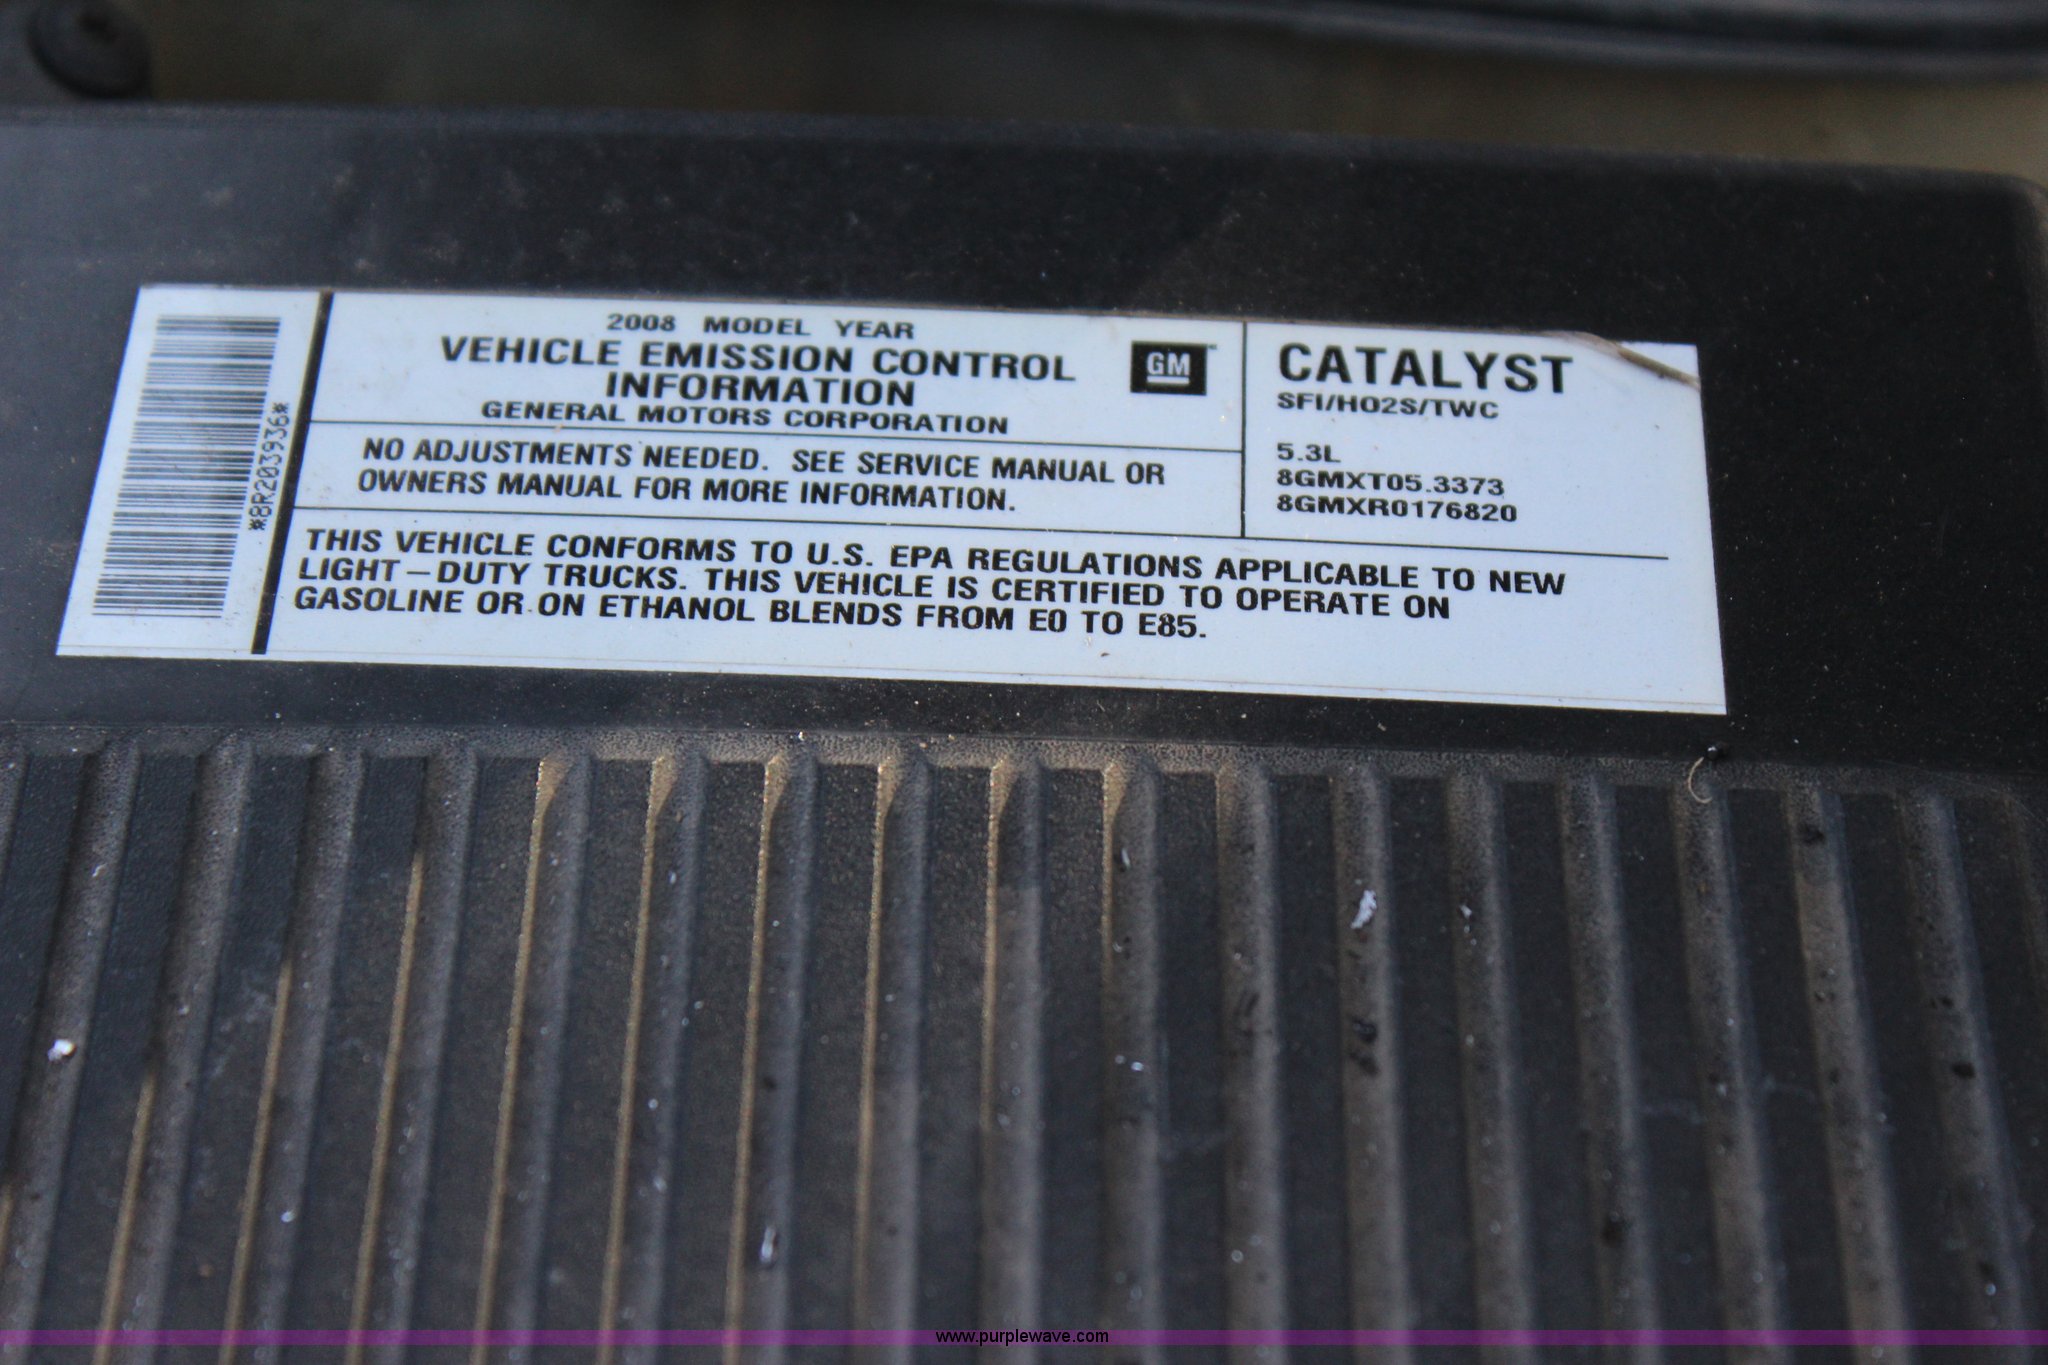 *8R203936*
2008 MODEL YEAR
VEHICLE EMISSION CONTROL
INFORMATION
GENERAL MOTORS CORPORATION
GM
NO ADJUSTMENTS NEEDED. SEE SERVICE MANUAL OR
OWNERS MANUAL FOR MORE INFORMATION.
CATALYST
SFI/HO2S/TWC
5.3L
8GMXT05.3373
8GMXR0176820
THIS VEHICLE CONFORMS TO U.S. EPA REGULATIONS APPLICABLE TO NEW
LIGHT-DUTY TRUCKS. THIS VEHICLE IS CERTIFIED TO OPERATE ON
GASOLINE OR ON ETHANOL BLENDS FROM E0 TO E85.
www.purplewave.com